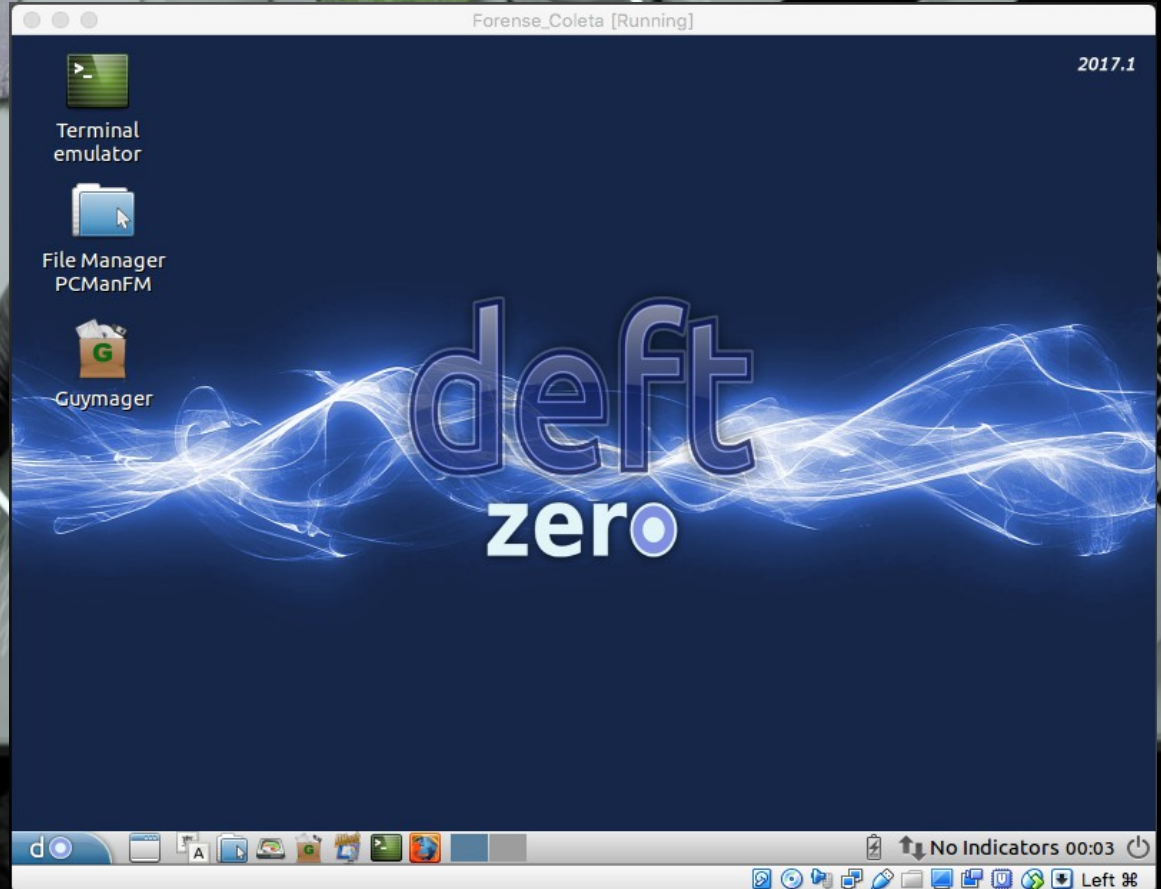 Forense_Coleta [Running]
2017.1
Terminal
emulator
File Manager
PCManFM
G
Guymager
deft
zero
d
A
No Indicators 00:03
Left ⌘